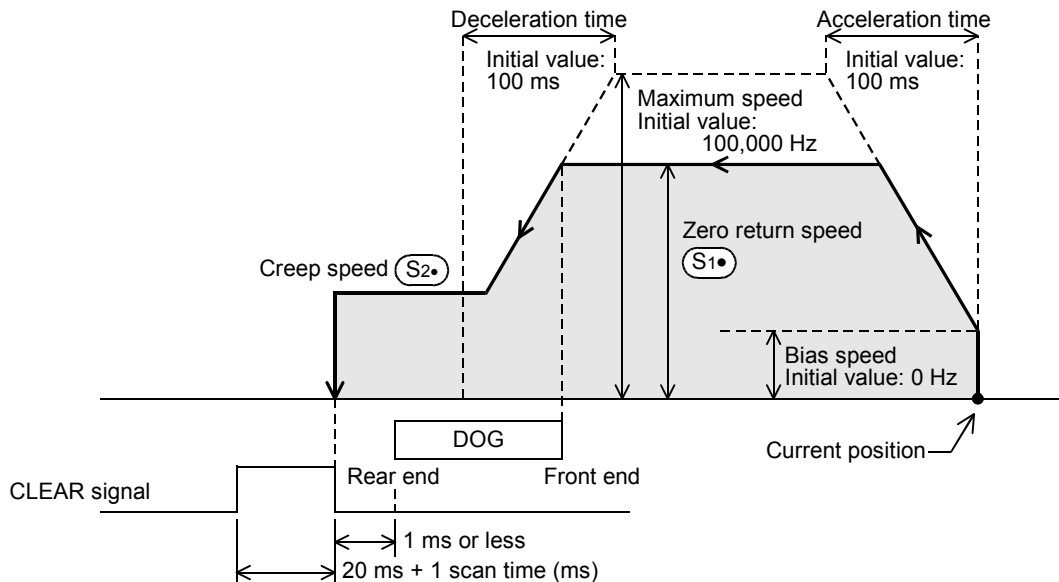 Deceleration time
Acceleration time
Initial value:
100 ms
Initial value:
100 ms
Maximum speed
Initial value:
100,000 Hz
Zero return speed
S1•
Creep speed S2•
Bias speed
Initial value: 0 Hz
DOG
Current position
Rear end
Front end
CLEAR signal
1 ms or less
20 ms + 1 scan time (ms)